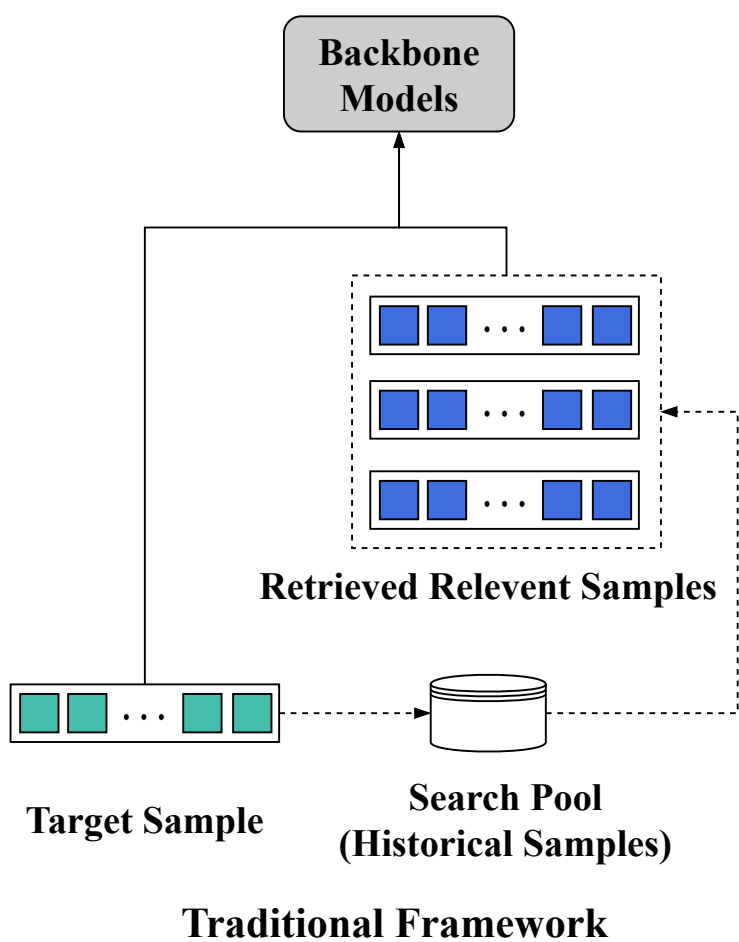 Backbone
Models
. . .
. . .
. . .
Retrieved Relevent Samples
. . .
Target Sample
Search Pool
(Historical Samples)
Traditional Framework